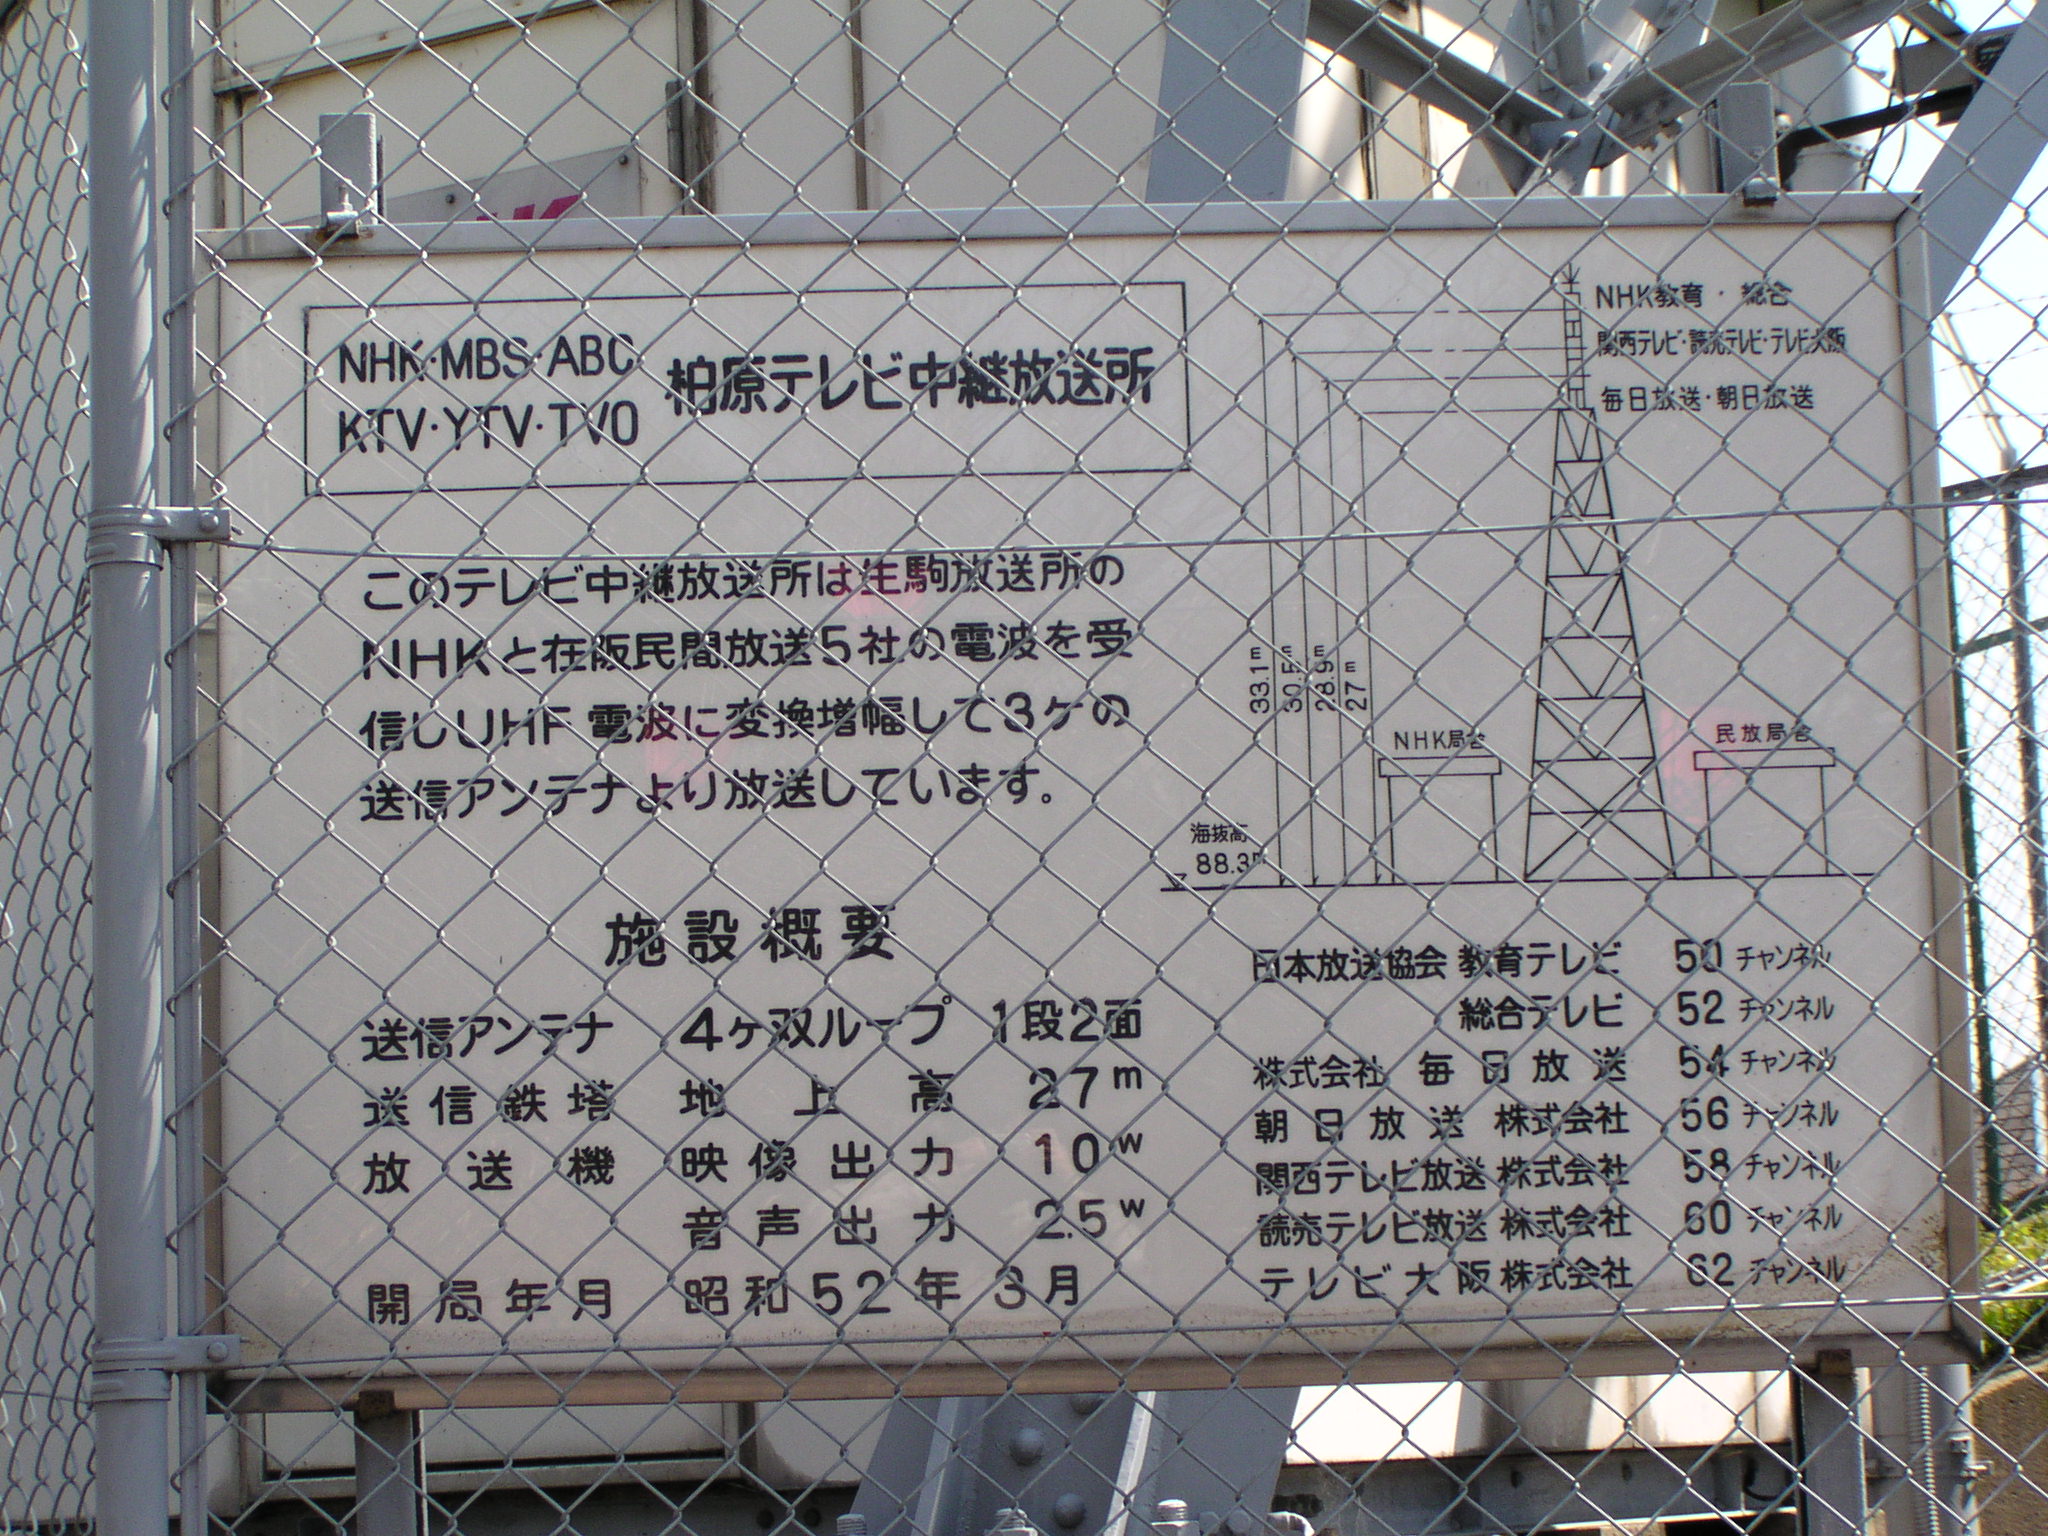 NHK・MBS・ABC
KTV・YTV・TVO
柏原テレビ中継放送所
このテレビ中継放送所は生駒放送所の
NHKと在阪民間放送5社の電波を受
信しUHF電波に変換増幅して3ケの
送信アンテナより放送しています。
施設概要
送信アンテナ 4ヶ双ループ 1段2面
送信鉄塔 地上高 27m
放送機 映像出力 10w
音声出力 2.5w
開局年月 昭和52年3月
NHK教育・総合
関西テレビ・読売テレビ・テレビ大阪
毎日放送・朝日放送
33.1m
30.5m
28.9m
27m
NHK局舎
民放局舎
海抜高
88.3m
日本放送協会 教育テレビ 50チャンネル
総合テレビ 52チャンネル
株式会社 毎日放送 54チャンネル
朝日放送 株式会社 56チャンネル
関西テレビ放送 株式会社 58チャンネル
読売テレビ放送 株式会社 60チャンネル
テレビ大阪株式会社 62チャンネル